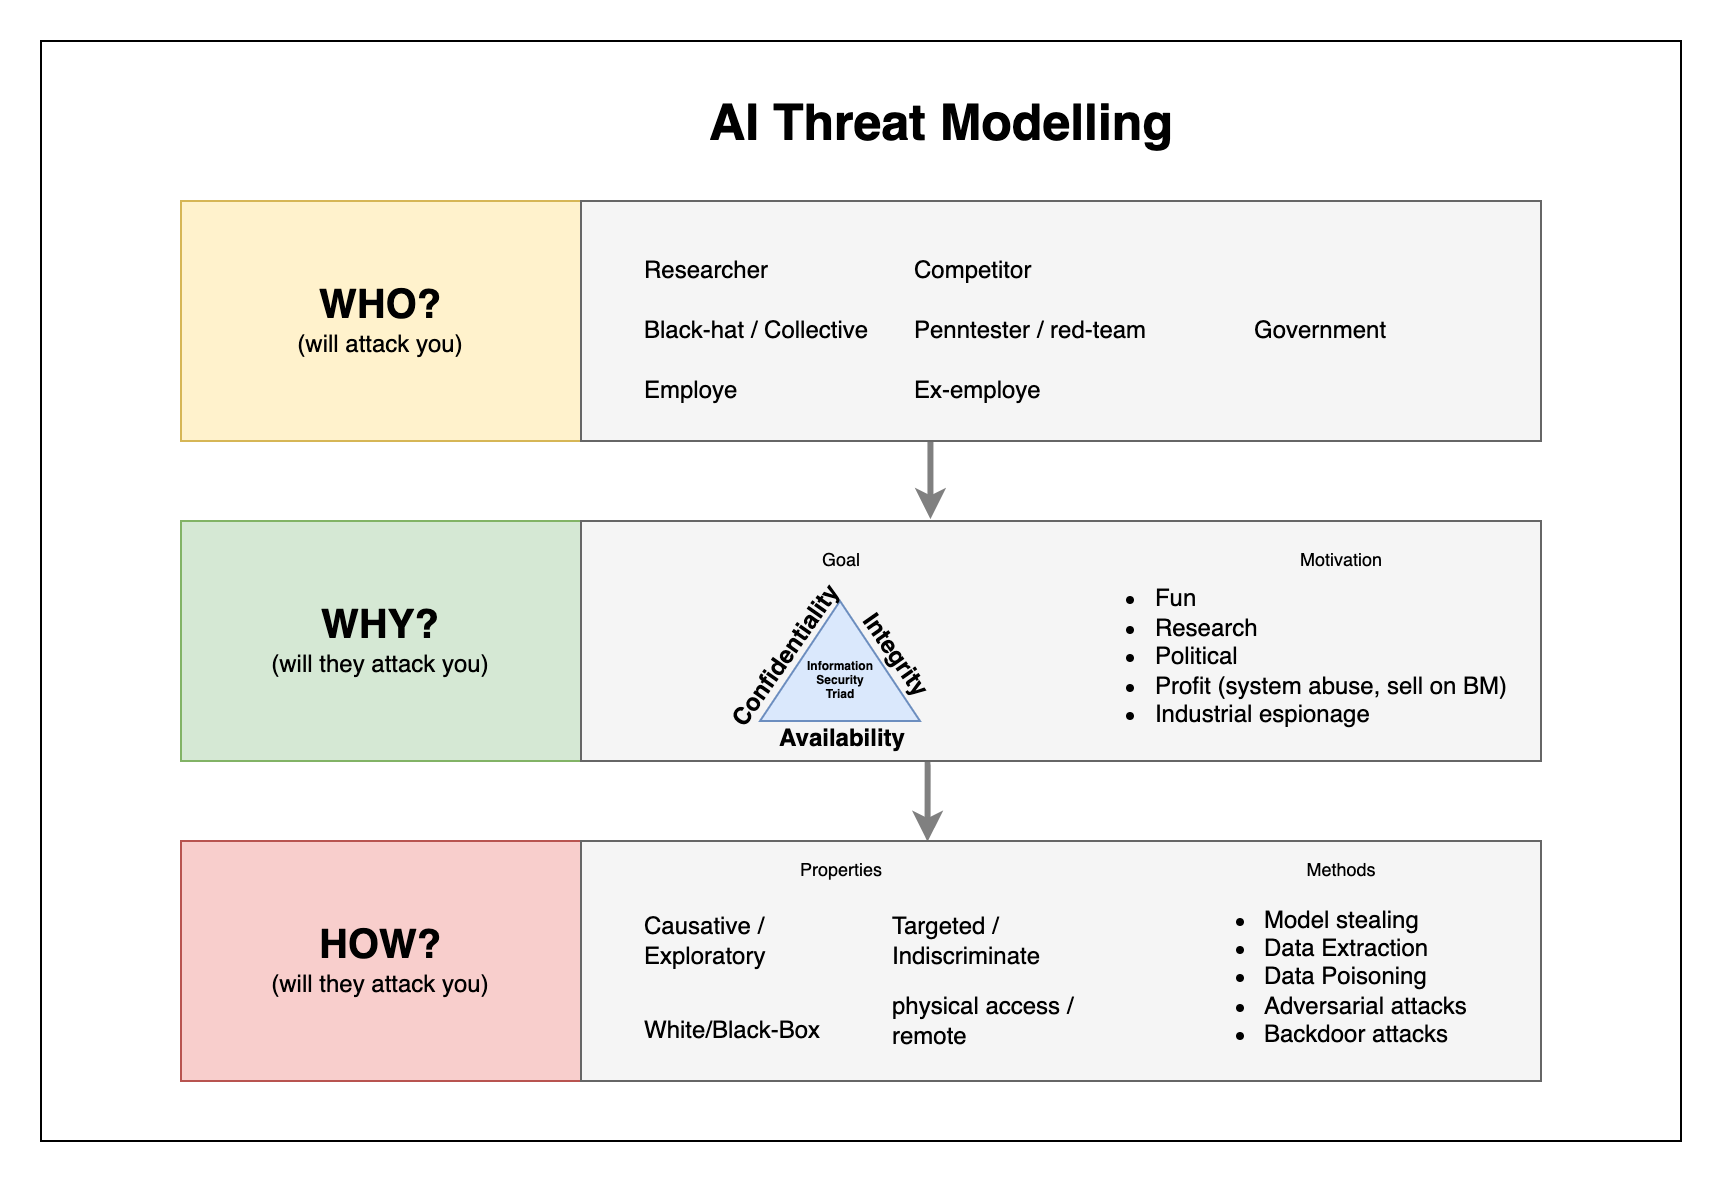 AI Threat Modelling
WHO?
(will attack you)
Researcher
Competitor
Black-hat / Collective
Penntester / red-team
Government
Employe
Ex-employe
WHY?
(will they attack you)
Goal
Confidentiality
Integrity
Information
Security
Triad
Availability
Motivation
Fun
Research
Political
Profit (system abuse, sell on BM)
Industrial espionage
HOW?
(will they attack you)
Properties
Causative /
Exploratory
Targeted /
Indiscriminate
White/Black-Box
physical access /
remote
Methods
Model stealing
Data Extraction
Data Poisoning
Adversarial attacks
Backdoor attacks